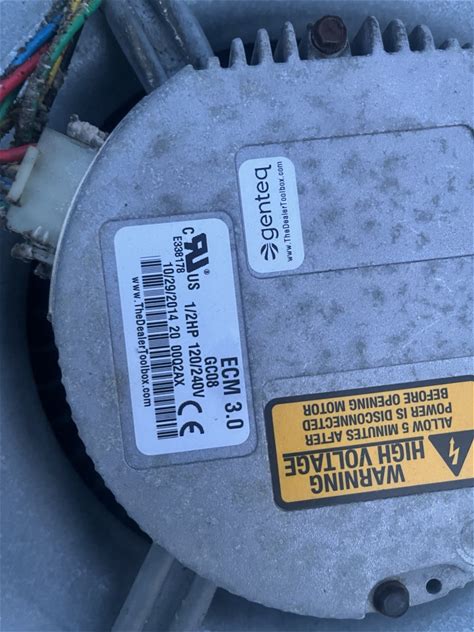 genteq
www.TheDealerToolbox.com
ECM 3.0
GC08
1/2HP 120/240V
C US
E338178
10/29/2014 20 00Q2AX
www.TheDealerToolbox.com
CE
WARNING
HIGH VOLTAGE
ALLOW 5 MINUTES AFTER
POWER IS DISCONNECTED
BEFORE OPENING MOTOR